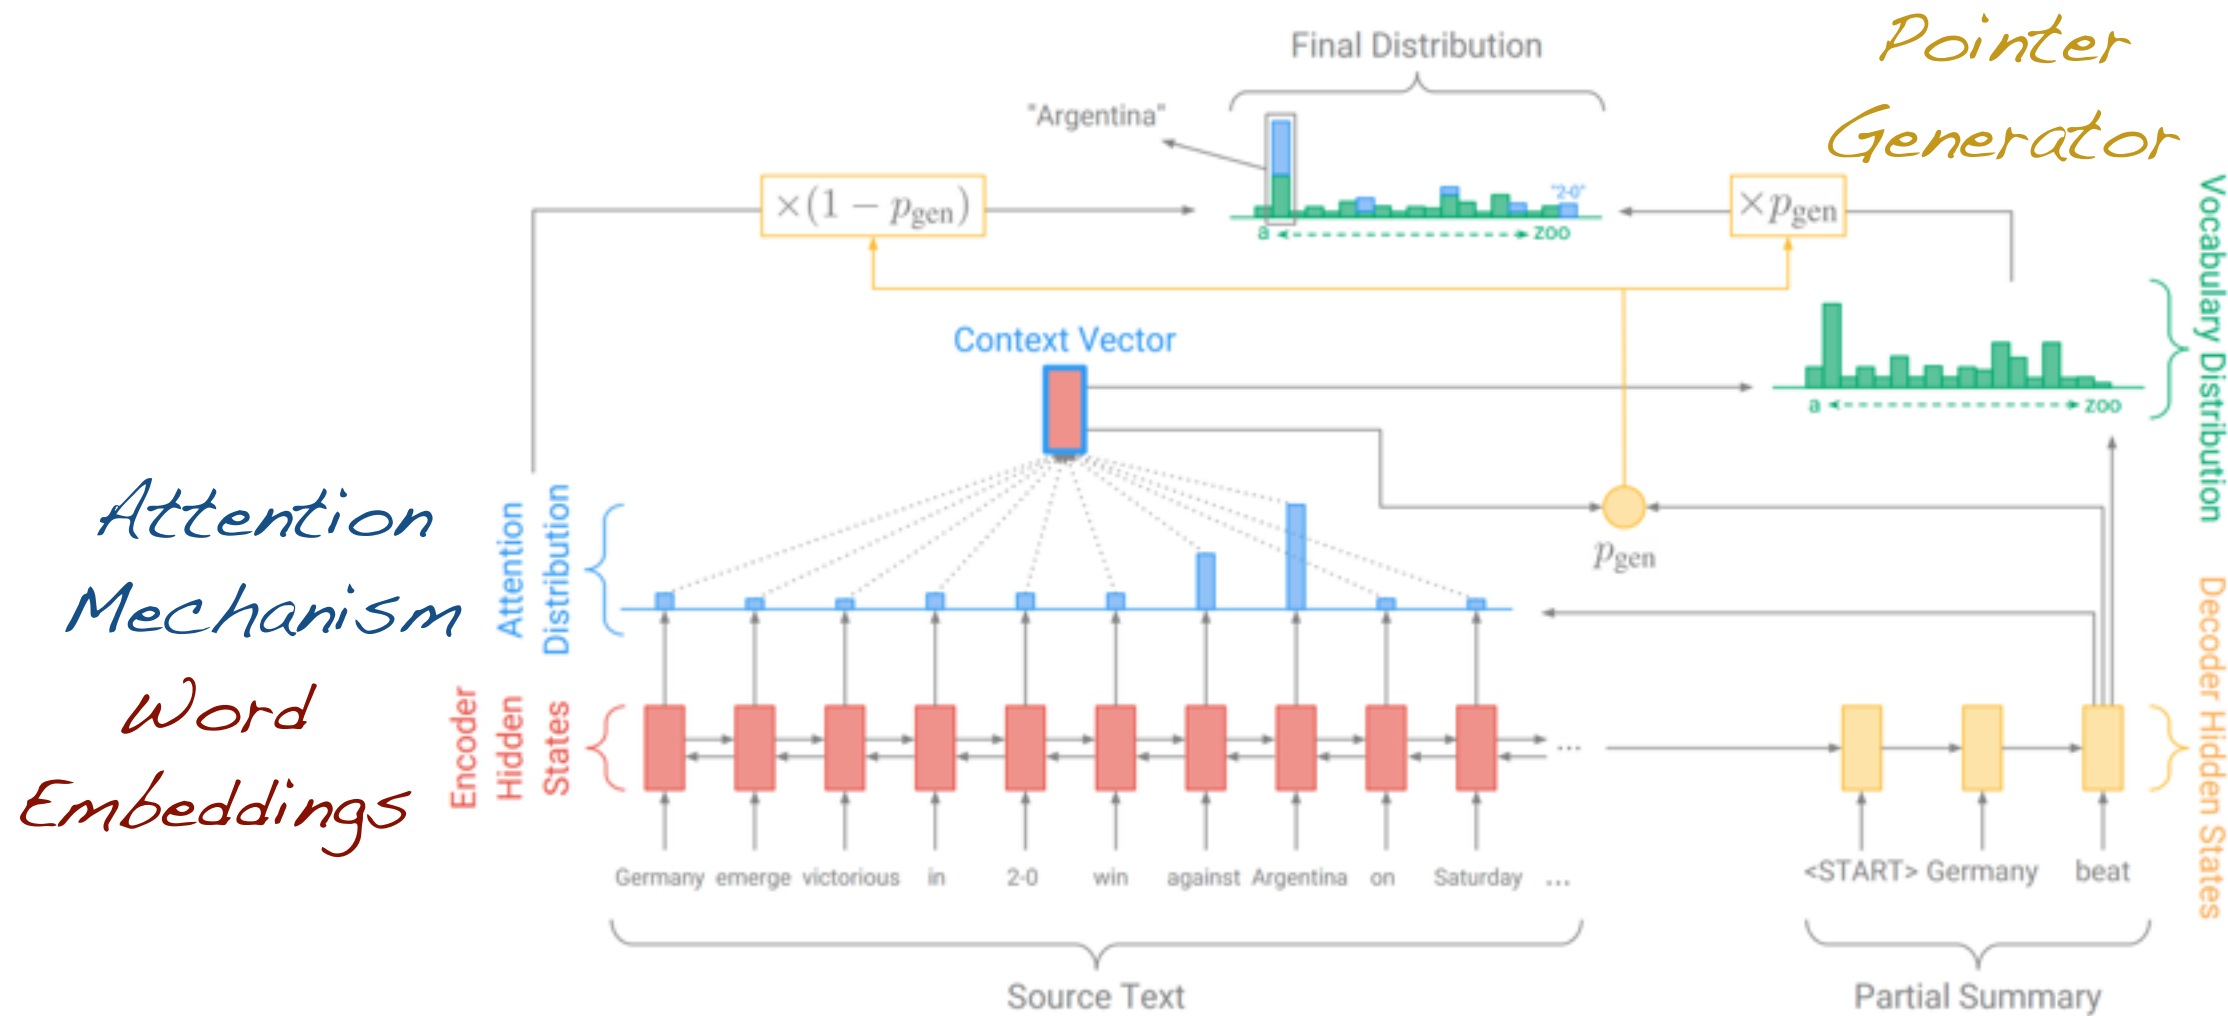 Pointer
Generator
Final Distribution
"Argentina"
×(1 − pgen)
"2-0"
×pgen
a
zoo
Vocabulary Distribution
Context Vector
a
zoo
Attention
Mechanism
Attention
Distribution
pgen
Word
Embeddings
Encoder
Hidden
States
...
Decoder Hidden States
Germany emerge victorious in 2-0 win against Argentina on Saturday ...
<START> Germany beat
Source Text
Partial Summary